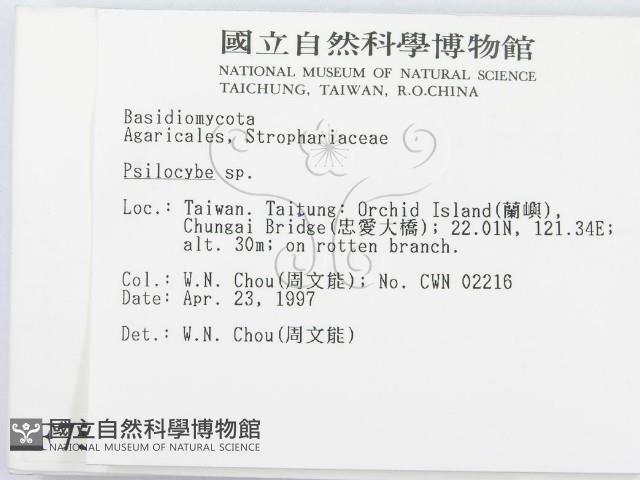 國立自然科學博物館
NATIONAL MUSEUM OF NATURAL SCIENCE
TAICHUNG, TAIWAN, R.O.CHINA
Basidiomycota
Agaricales, Strophariaceae
Psilocybe sp.
Loc.: Taiwan. Taitung: Orchid Island(蘭嶼),
Chungai Bridge(忠愛大橋); 22.01N, 121.34E;
alt. 30m; on rotten branch.
Col.: W.N. Chou(周文能); No. CWN 02216
Date: Apr. 23, 1997
Det.: W.N. Chou(周文能)
國立自然科學博物館
NATIONAL MUSEUM OF NATURAL SCIENCE